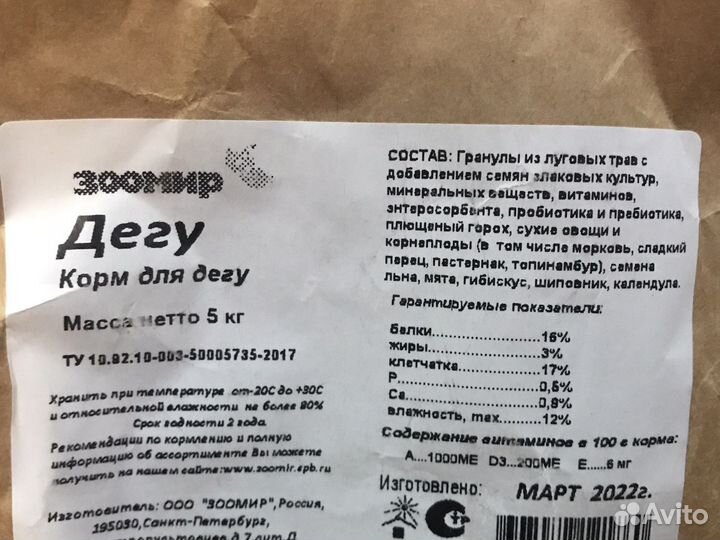 ЗООМИР
Дегу
Корм для дегу
Масса нетто 5 кг
ТУ 10.92.10-003-50005735-2017
Хранить при температуре от-20С до +30С
и относительной влажности не более 80%
Срок годности 2 года.
Рекомендации по кормлению и полную
информацию об ассортименте Вы можете
получить на нашем сайте:www.zoomir.spb.ru
Изготовитель: ООО "ЗООМИР",Россия,
195030,Санкт-Петербург,
д.7 лит.Д
СОСТАВ: Гранулы из луговых трав с
добавлением семян злаковых культур,
минеральных веществ, витаминов,
энтеросорбента, пробиотика и пребиотика,
плющеный горох, сухие овощи и
корнеплоды (в том числе морковь, сладкий
перец, пастернак, топинамбур), семена
льна, мята, гибискус, шиповник, календула.
Гарантируемые показатели:
белки......................16%
жиры......................3%
клетчатка...............17%
P............................0,5%
Ca..........................0,8%
влажность, max......12%
Содержание витаминов в 100 г корма:
A....1000МЕ D3...200МЕ E.....6 мг
Изготовлено: МАРТ 2022г.
Avito